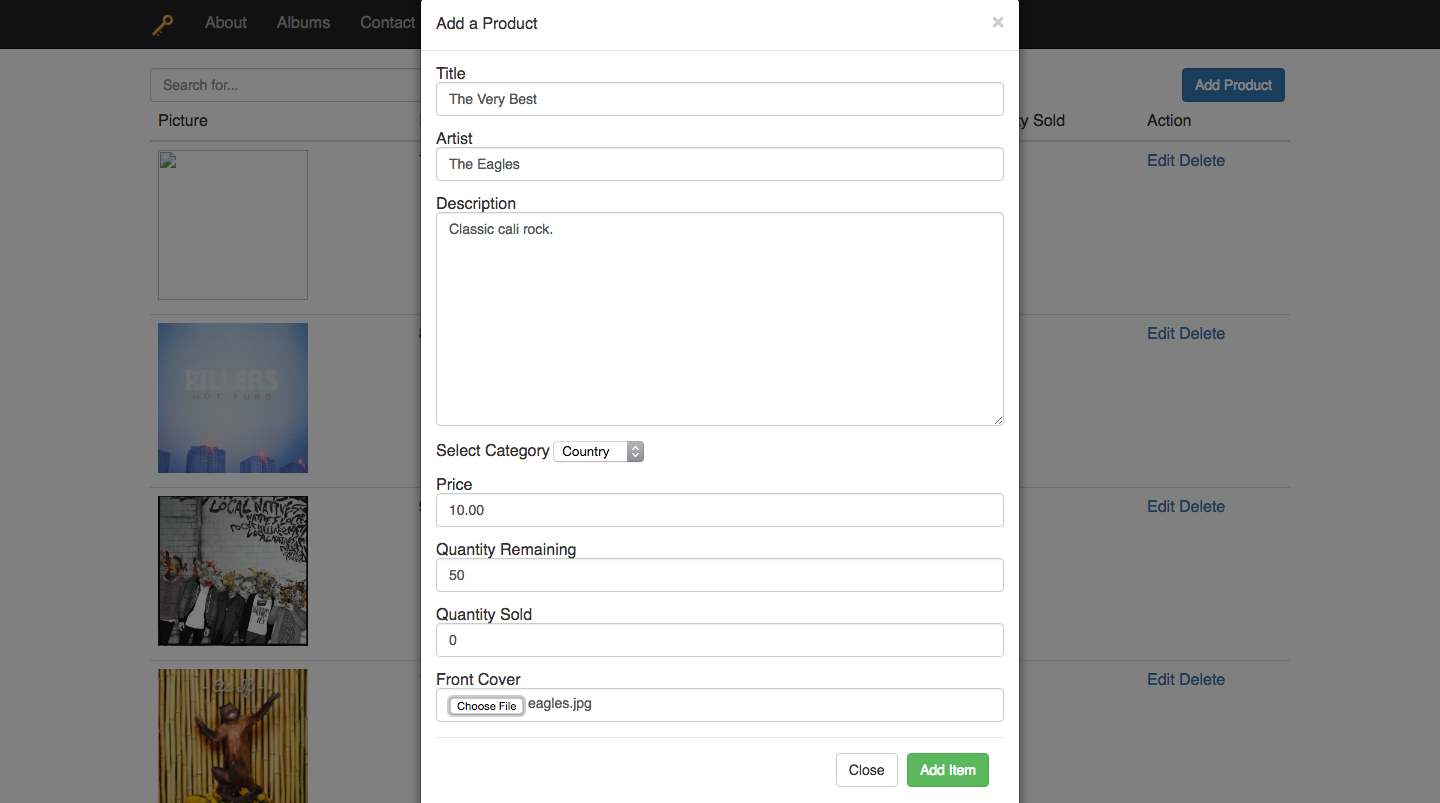 About Albums Contact
Add a Product ×
Search for...
Add Product
Picture
ty Sold
Action
Title
The Very Best
Artist
The Eagles
Description
Classic cali rock.
Select Category Country
Price
10.00
Quantity Remaining
50
Quantity Sold
0
Front Cover
Choose File eagles.jpg
Close Add Item
Edit Delete
Edit Delete
KILLERS
HOT FUSS
Edit Delete
LOCAL NATIVES
Edit Delete